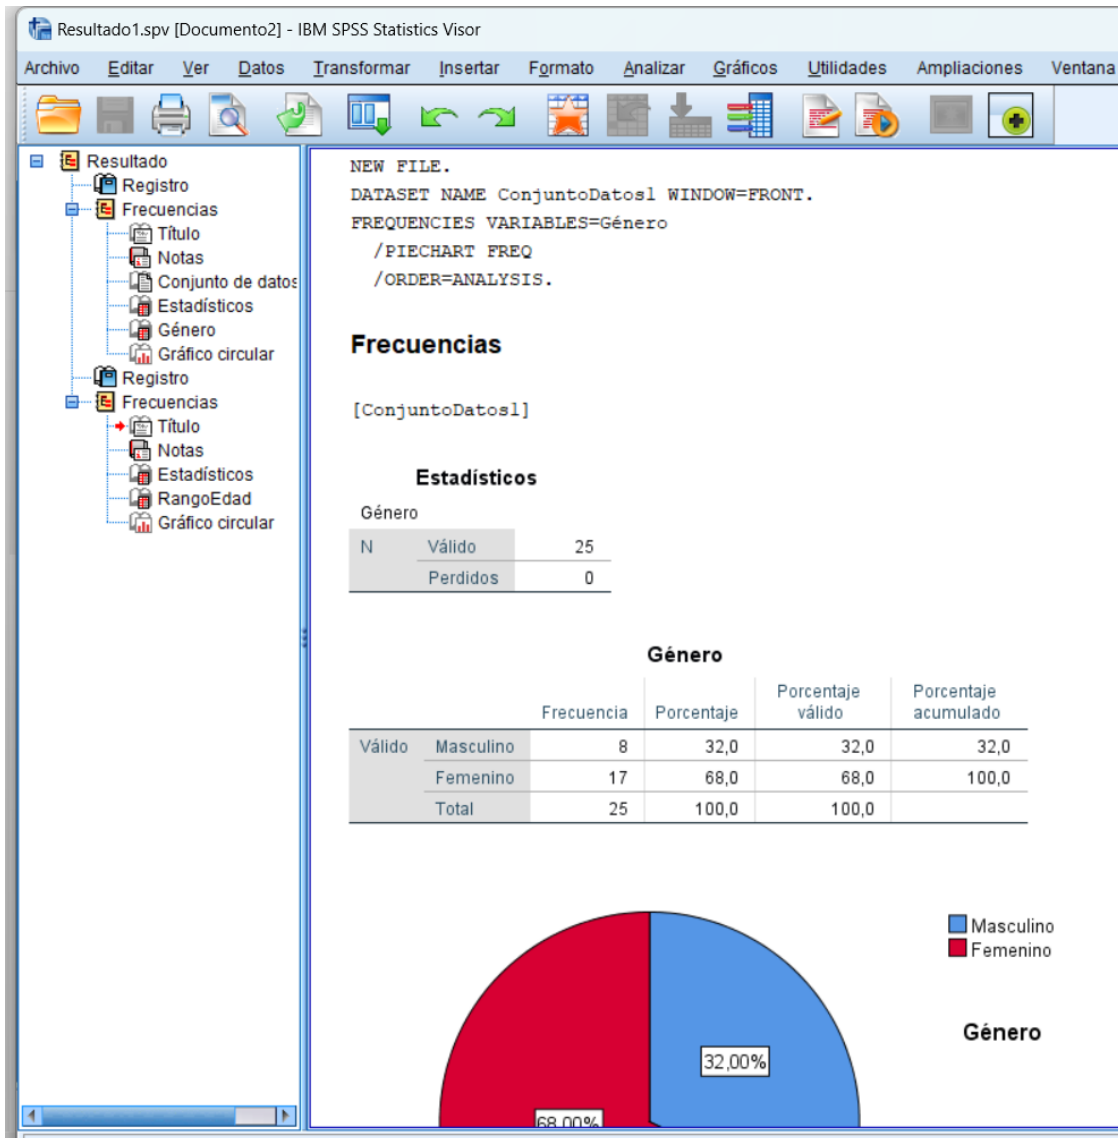 Resultado1.spv [Documento2] - IBM SPSS Statistics Visor
Archivo Editar Ver Datos Transformar Insertar Formato Analizar Gráficos Utilidades Ampliaciones Ventana
Resultado
Registro
Frecuencias
Título
Notas
Conjunto de datos
Estadísticos
Género
Gráfico circular
Registro
Frecuencias
Título
Notas
Estadísticos
RangoEdad
Gráfico circular
NEW FILE.
DATASET NAME ConjuntoDatos1 WINDOW=FRONT.
FREQUENCIES VARIABLES=Género
/PIECHART FREQ
/ORDER=ANALYSIS.
Frecuencias
[ConjuntoDatos1]
Estadísticos
Género
N Válido 25
Perdidos 0
Género
Frecuencia Porcentaje Porcentaje válido Porcentaje acumulado
Válido Masculino 8 32,0 32,0 32,0
Femenino 17 68,0 68,0 100,0
Total 25 100,0 100,0
Masculino
Femenino
Género
32,00%
68,00%